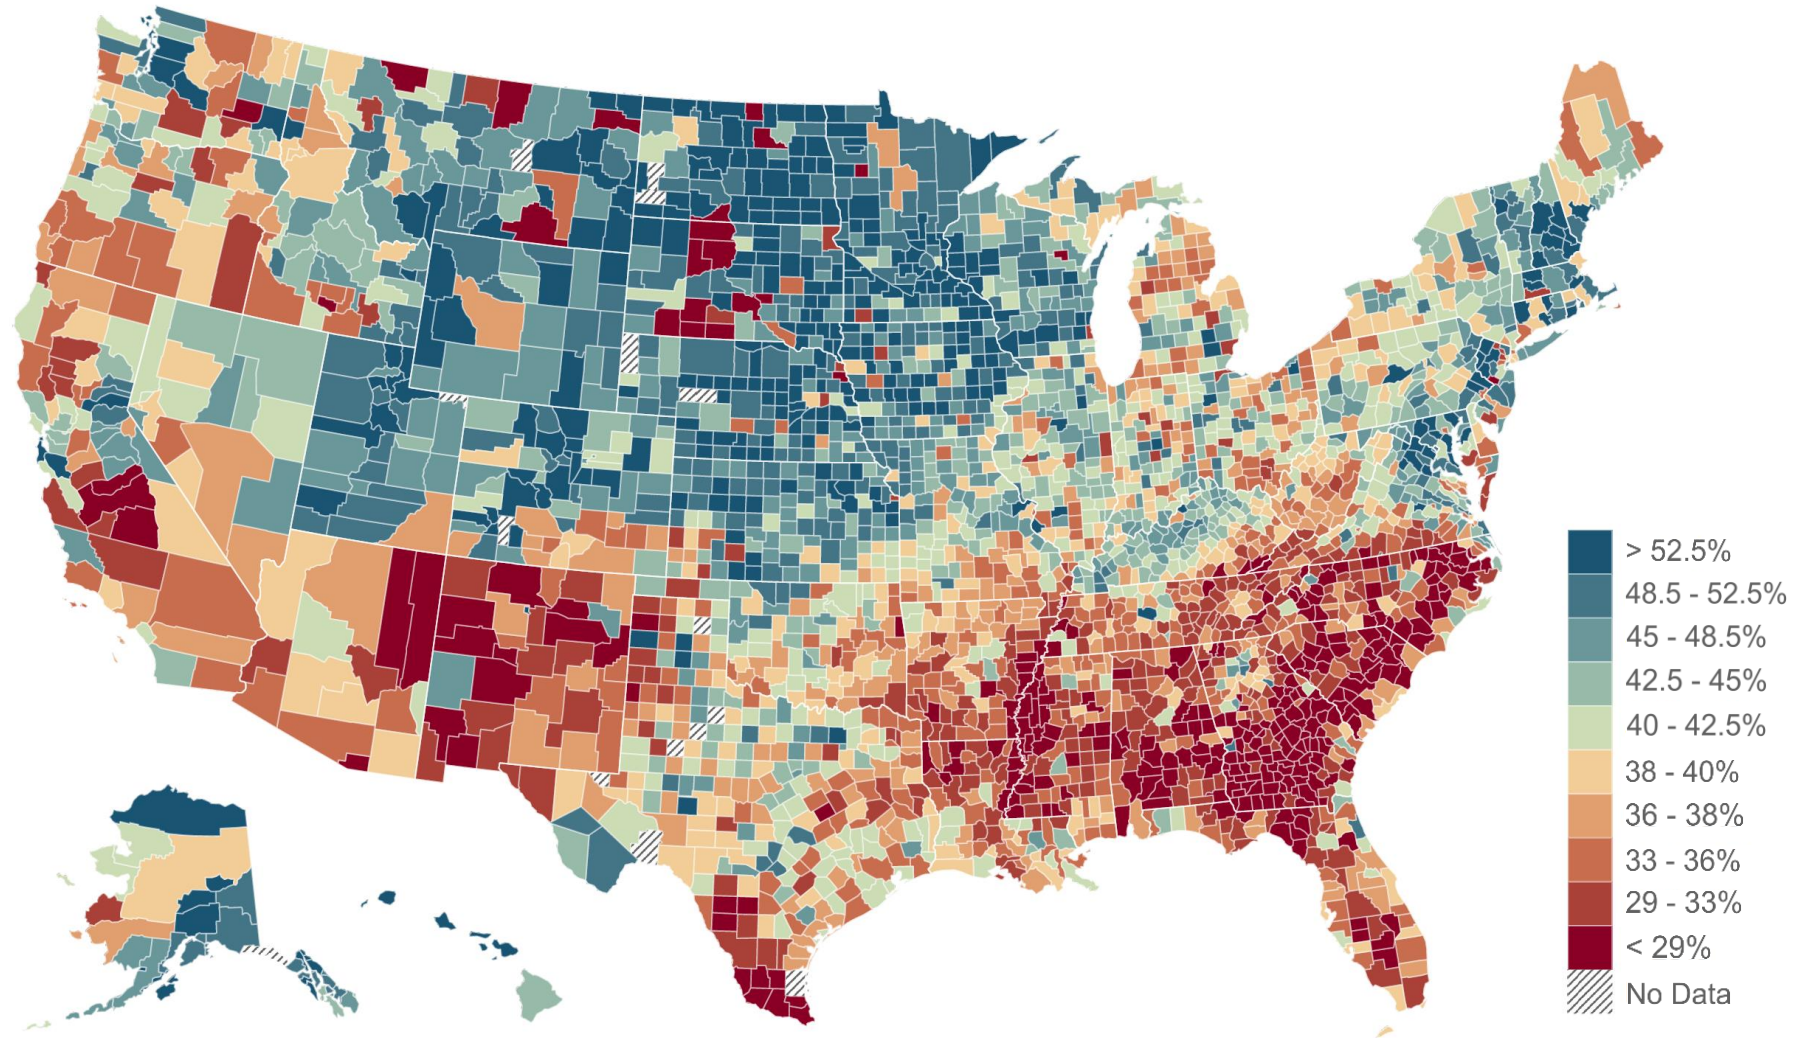 > 52.5%
48.5 - 52.5%
45 - 48.5%
42.5 - 45%
40 - 42.5%
38 - 40%
36 - 38%
33 - 36%
29 - 33%
< 29%
No Data